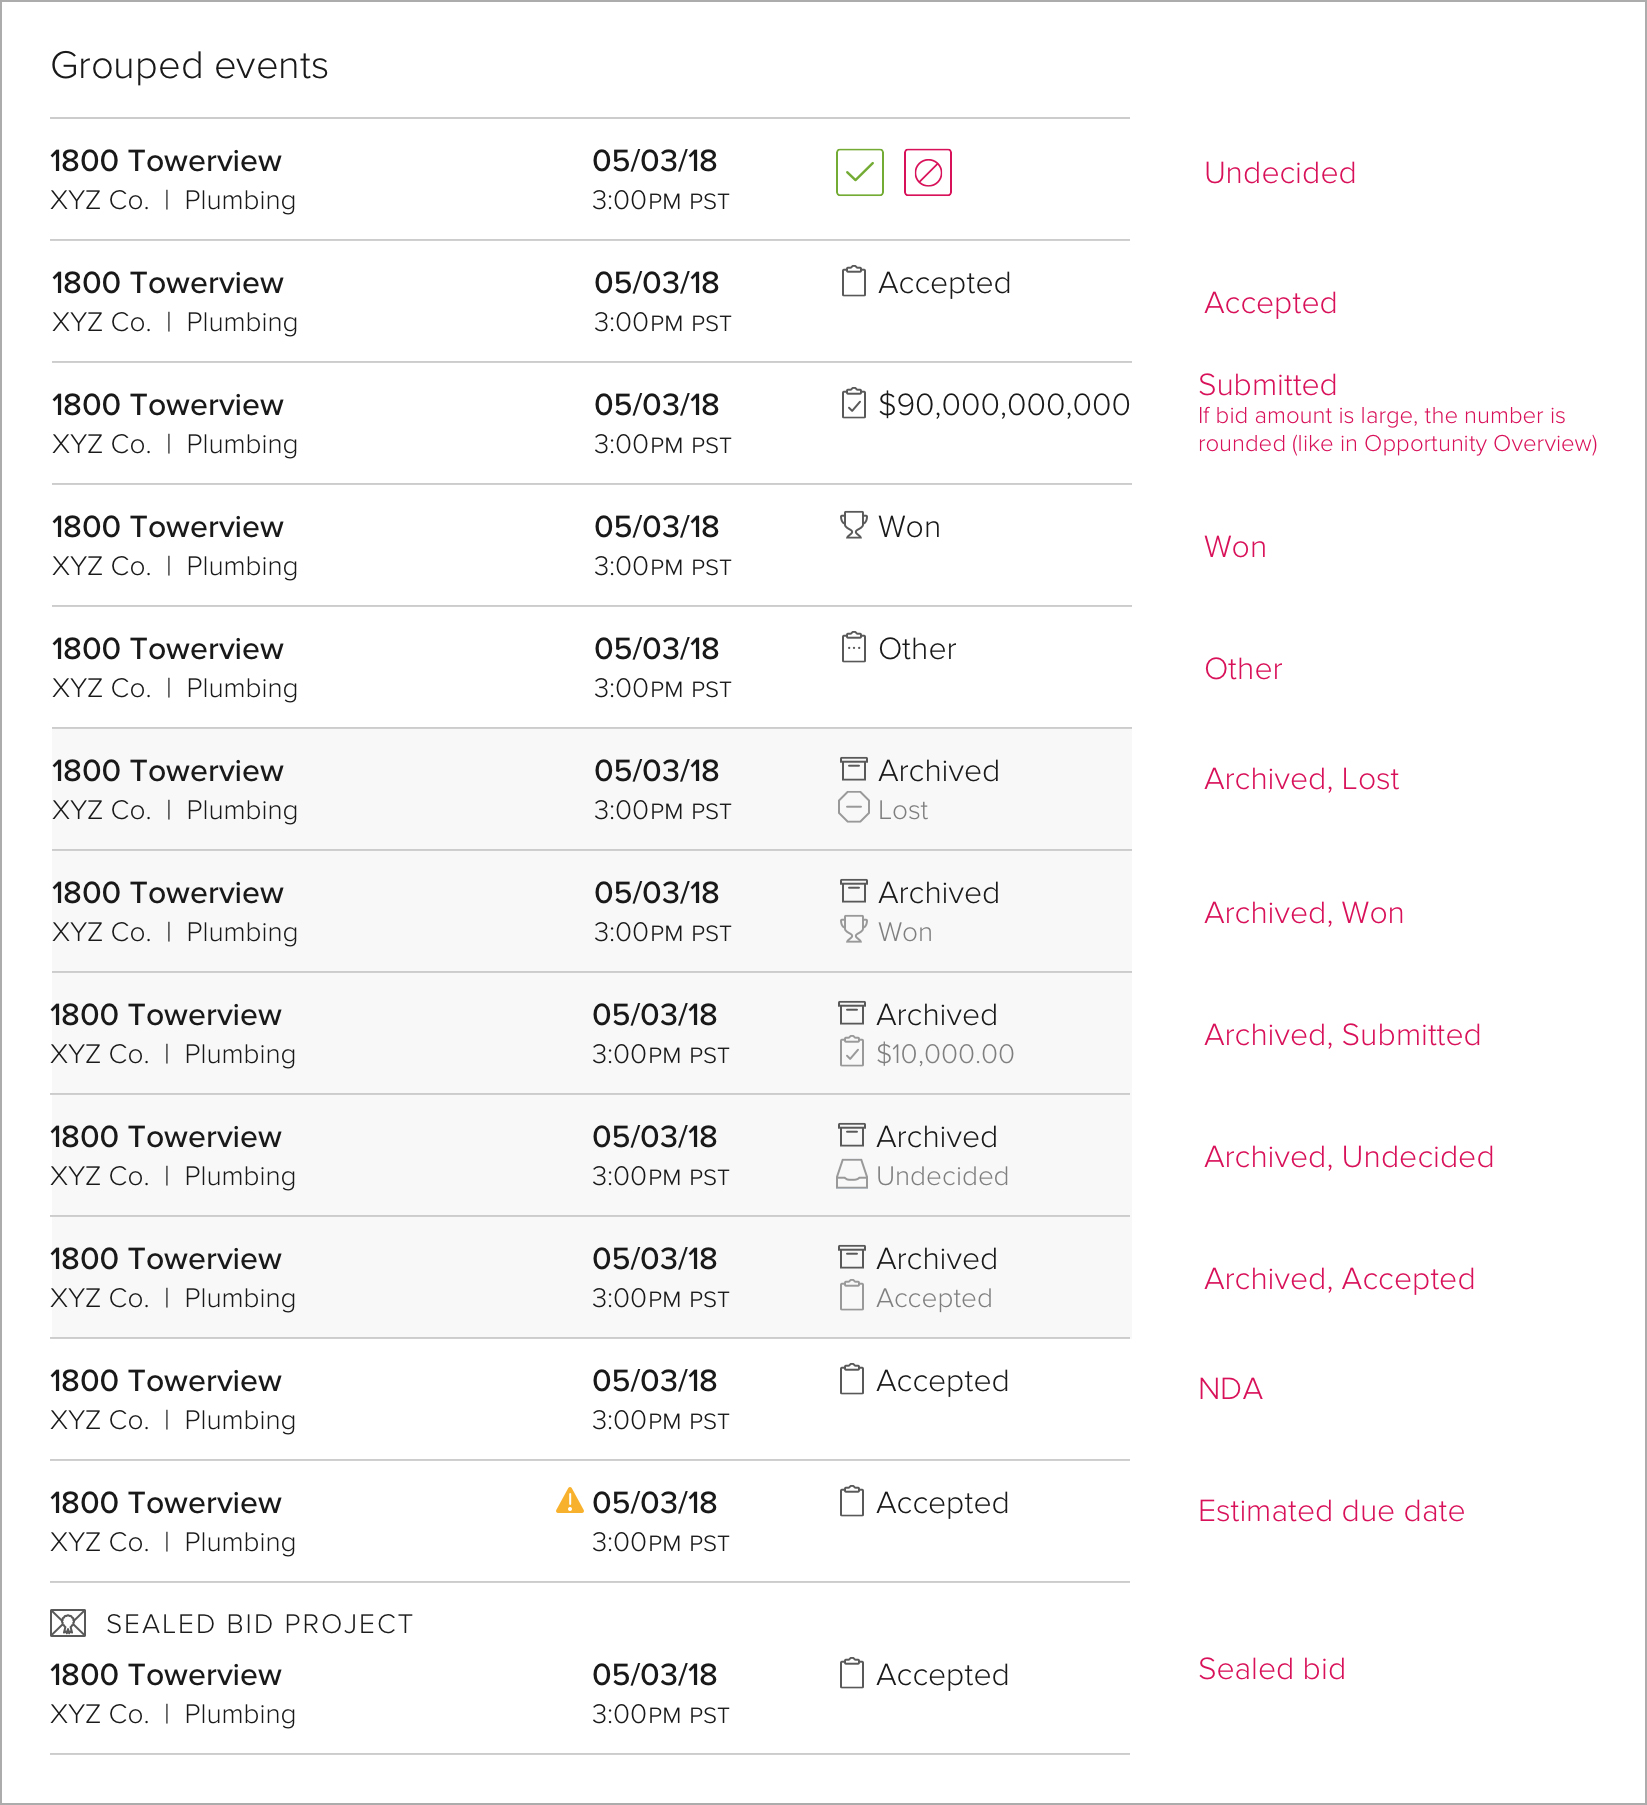 Grouped events
1800 Towerview 05/03/18 Undecided
XYZ Co. | Plumbing 3:00PM PST
1800 Towerview 05/03/18 Accepted Accepted
XYZ Co. | Plumbing 3:00PM PST
1800 Towerview 05/03/18 $90,000,000,000 Submitted
XYZ Co. | Plumbing 3:00PM PST
If bid amount is large, the number is
rounded (like in Opportunity Overview)
1800 Towerview 05/03/18 Won Won
XYZ Co. | Plumbing 3:00PM PST
1800 Towerview 05/03/18 Other Other
XYZ Co. | Plumbing 3:00PM PST
1800 Towerview 05/03/18 Archived Archived, Lost
XYZ Co. | Plumbing 3:00PM PST Lost
1800 Towerview 05/03/18 Archived Archived, Won
XYZ Co. | Plumbing 3:00PM PST Won
1800 Towerview 05/03/18 Archived Archived, Submitted
XYZ Co. | Plumbing 3:00PM PST $10,000.00
1800 Towerview 05/03/18 Archived Archived, Undecided
XYZ Co. | Plumbing 3:00PM PST Undecided
1800 Towerview 05/03/18 Archived Archived, Accepted
XYZ Co. | Plumbing 3:00PM PST Accepted
1800 Towerview 05/03/18 Accepted NDA
XYZ Co. | Plumbing 3:00PM PST
1800 Towerview 05/03/18 Accepted Estimated due date
XYZ Co. | Plumbing 3:00PM PST
SEALED BID PROJECT
1800 Towerview 05/03/18 Accepted Sealed bid
XYZ Co. | Plumbing 3:00PM PST